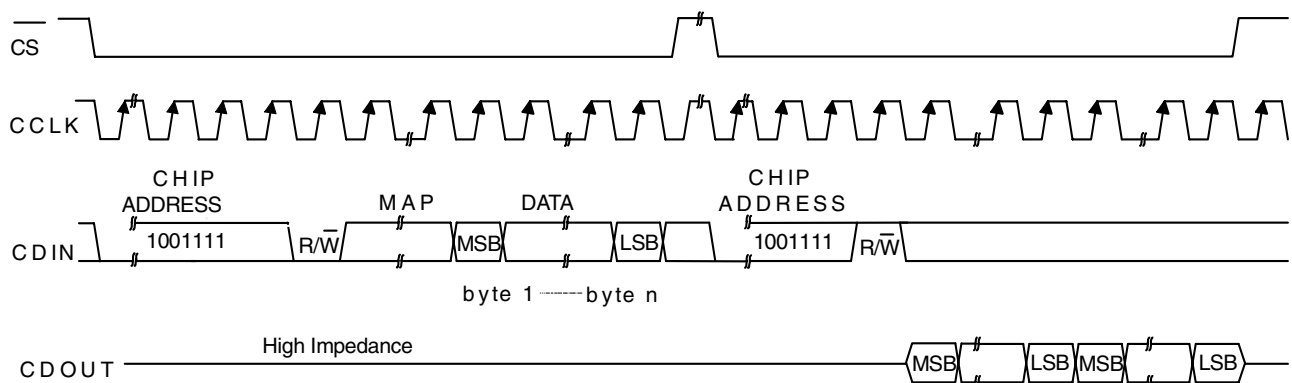 CS
CCLK
CHIP
ADDRESS
MAP
DATA
CHIP
ADDRESS
CDIN
1001111
R/W
MSB
LSB
1001111
R/W
byte 1
byte n
High Impedance
CDOUT
MSB
LSB
MSB
LSB